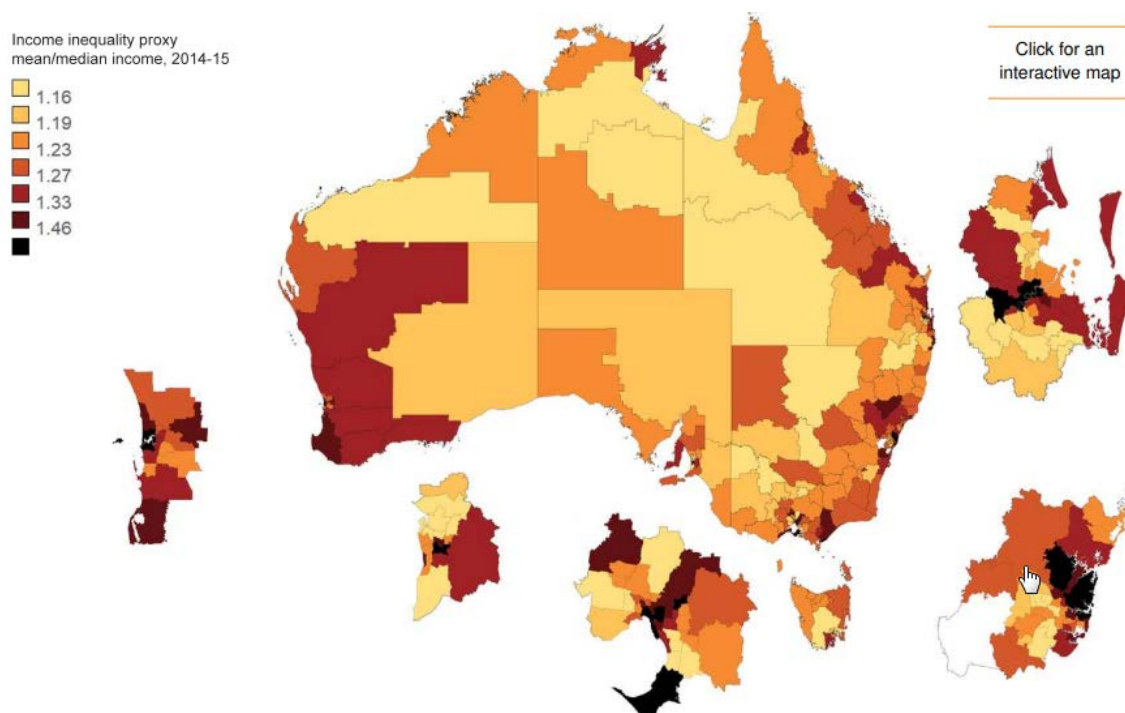 Income inequality proxy
mean/median income, 2014-15
1.16
1.19
1.23
1.27
1.33
1.46
Click for an
interactive map